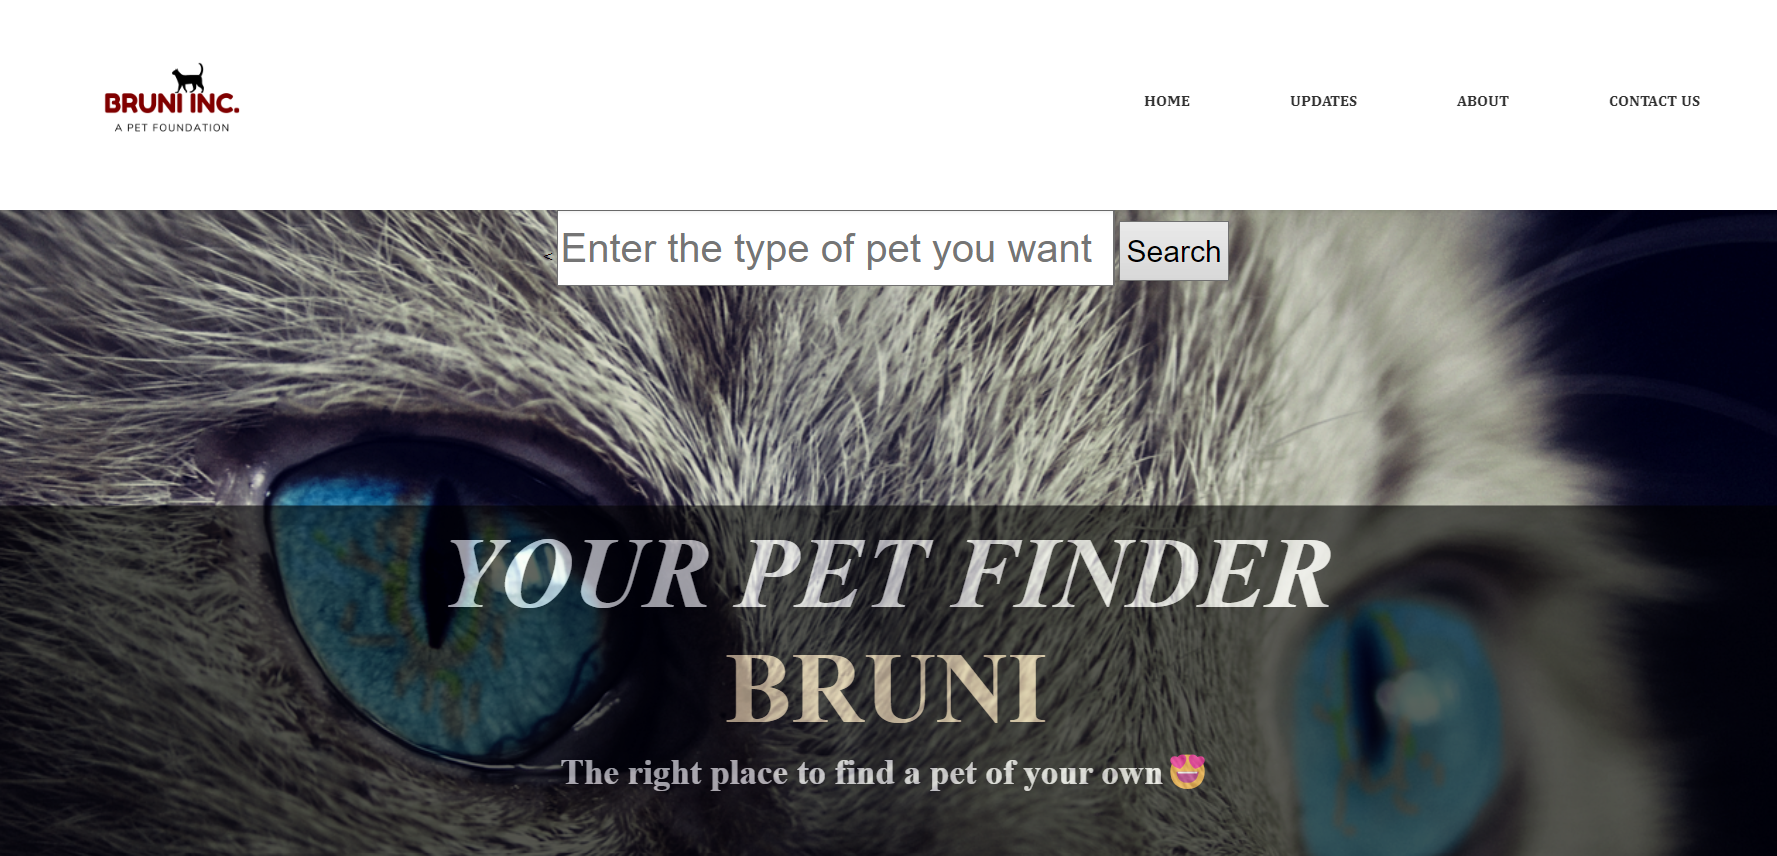 BRUNI INC.
A PET FOUNDATION
HOME UPDATES ABOUT CONTACT US
< Enter the type of pet you want Search
YOUR PET FINDER
BRUNI
The right place to find a pet of your own 😍